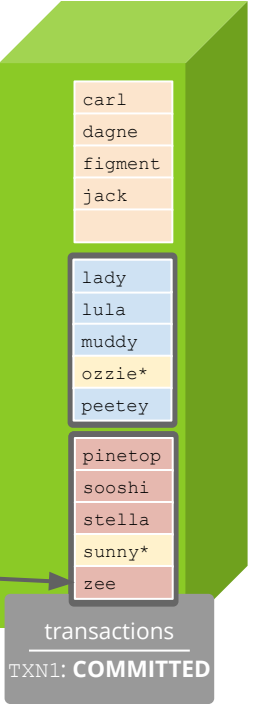 carl
dagne
figment
jack
lady
lula
muddy
ozzie*
peetey
pinetop
sooshi
stella
sunny*
zee
transactions
TXN1: COMMITTED